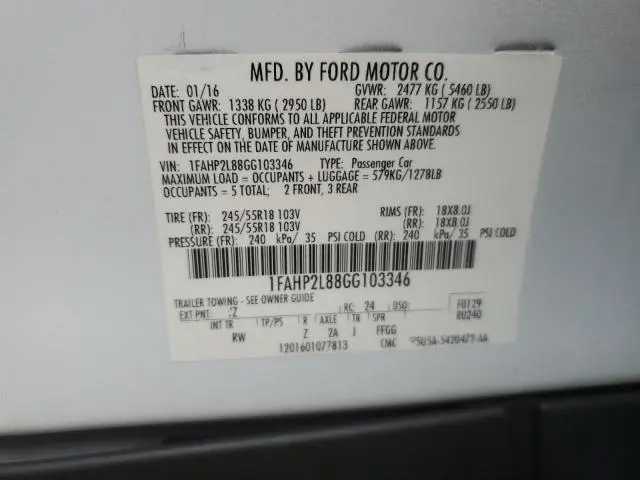 MFD. BY FORD MOTOR CO.
DATE: 01/16 GVWR: 2477 KG ( 5460 LB)
FRONT GAWR: 1338 KG ( 2950 LB) REAR GAWR: 1157 KG ( 2550 LB)
THIS VEHICLE CONFORMS TO ALL APPLICABLE FEDERAL MOTOR
VEHICLE SAFETY, BUMPER, AND THEFT PREVENTION STANDARDS
IN EFFECT ON THE DATE OF MANUFACTURE SHOWN ABOVE.
VIN: 1FAHP2L88GG103346 TYPE: Passenger Car
MAXIMUM LOAD = OCCUPANTS + LUGGAGE = 579KG/1278LB
OCCUPANTS = 5 TOTAL; 2 FRONT, 3 REAR
TIRE (FR): 245/55R18 103V RIMS (FR): 18X8.0J
(RR): 245/55R18 103V (RR): 18X8.0J
PRESSURE (FR): 240 kPa/ 35 PSI COLD (RR): 240 kPa/ 35 PSI COLD
1FAHP2L88GG103346
TRAILER TOWING - SEE OWNER GUIDE
EXT PNT: Z RC: 24 DSO: F0129
INT TR TP/PS R AXLE TR SPR R0240
RW Z 2A J FFGG
1201601077813 CMC 5U5A-5420472-AA